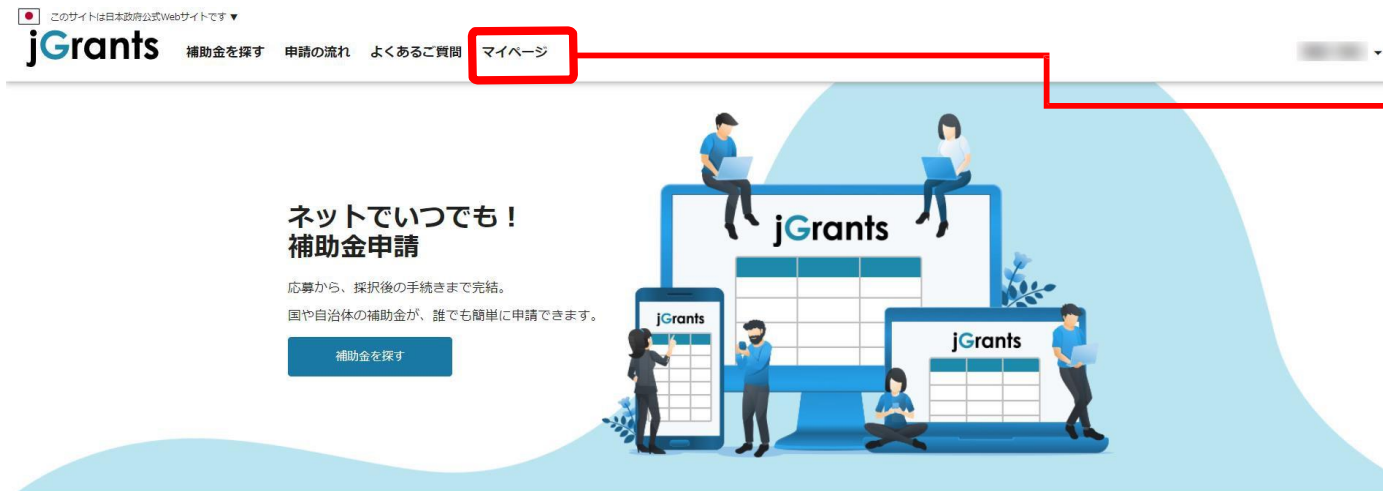 このサイトは日本政府公式Webサイトです ▼
jGrants 補助金を探す 申請の流れ よくあるご質問 マイページ
ネットでいつでも！
補助金申請
応募から、採択後の手続きまで完結。
国や自治体の補助金が、誰でも簡単に申請できます。
補助金を探す
jGrants
jGrants
jGrants